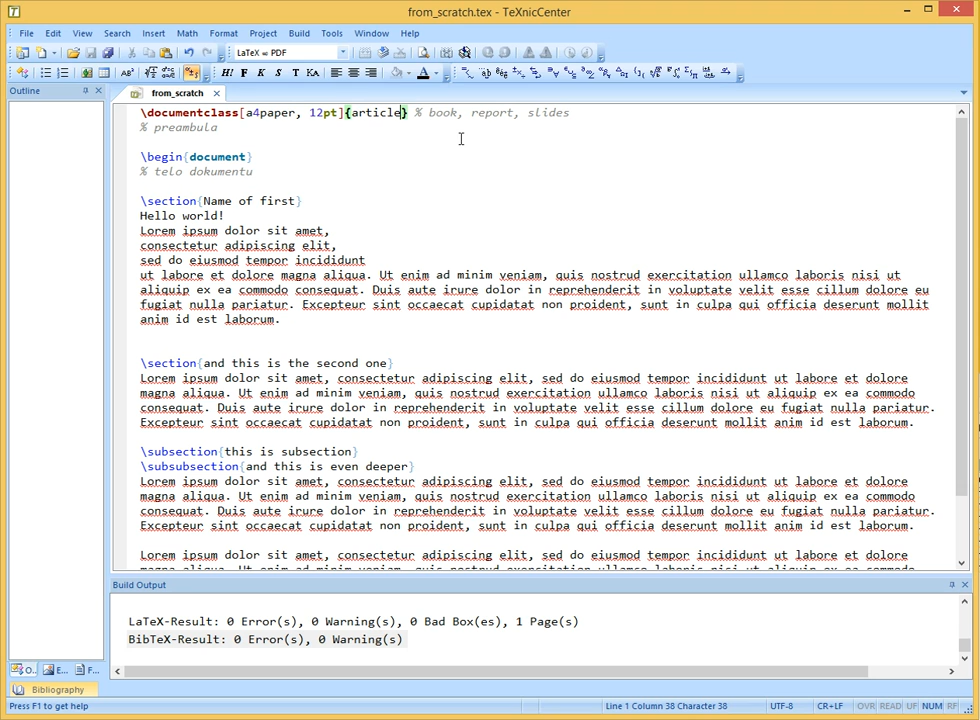 from_scratch.tex - TeXnicCenter
File Edit View Search Insert Math Format Project Build Tools Window Help
LaTeX ⇒ PDF
H! F K S T KA A
Outline
from_scratch
\documentclass[a4paper, 12pt]{article} % book, report, slides
% preambula
\begin{document}
% telo dokumentu
\section{Name of first}
Hello world!
Lorem ipsum dolor sit amet,
consectetur adipiscing elit,
sed do eiusmod tempor incididunt
ut labore et dolore magna aliqua. Ut enim ad minim veniam, quis nostrud exercitation ullamco laboris nisi ut
aliquip ex ea commodo consequat. Duis aute irure dolor in reprehenderit in voluptate velit esse cillum dolore eu
fugiat nulla pariatur. Excepteur sint occaecat cupidatat non proident, sunt in culpa qui officia deserunt mollit
anim id est laborum.
\section{and this is the second one}
Lorem ipsum dolor sit amet, consectetur adipiscing elit, sed do eiusmod tempor incididunt ut labore et dolore
magna aliqua. Ut enim ad minim veniam, quis nostrud exercitation ullamco laboris nisi ut aliquip ex ea commodo
consequat. Duis aute irure dolor in reprehenderit in voluptate velit esse cillum dolore eu fugiat nulla pariatur.
Excepteur sint occaecat cupidatat non proident, sunt in culpa qui officia deserunt mollit anim id est laborum.
\subsection{this is subsection}
\subsubsection{and this is even deeper}
Lorem ipsum dolor sit amet, consectetur adipiscing elit, sed do eiusmod tempor incididunt ut labore et dolore
magna aliqua. Ut enim ad minim veniam, quis nostrud exercitation ullamco laboris nisi ut aliquip ex ea commodo
consequat. Duis aute irure dolor in reprehenderit in voluptate velit esse cillum dolore eu fugiat nulla pariatur.
Excepteur sint occaecat cupidatat non proident, sunt in culpa qui officia deserunt mollit anim id est laborum.
Lorem ipsum dolor sit amet, consectetur adipiscing elit, sed do eiusmod tempor incididunt ut labore et dolore
Build Output
LaTeX-Result: 0 Error(s), 0 Warning(s), 0 Bad Box(es), 1 Page(s)
BibTeX-Result: 0 Error(s), 0 Warning(s)
O.. E... F...
Bibliography
Press F1 to get help
Line 1 Column 38 Character 38 UTF-8 CR+LF OVR READ UF NUM RF